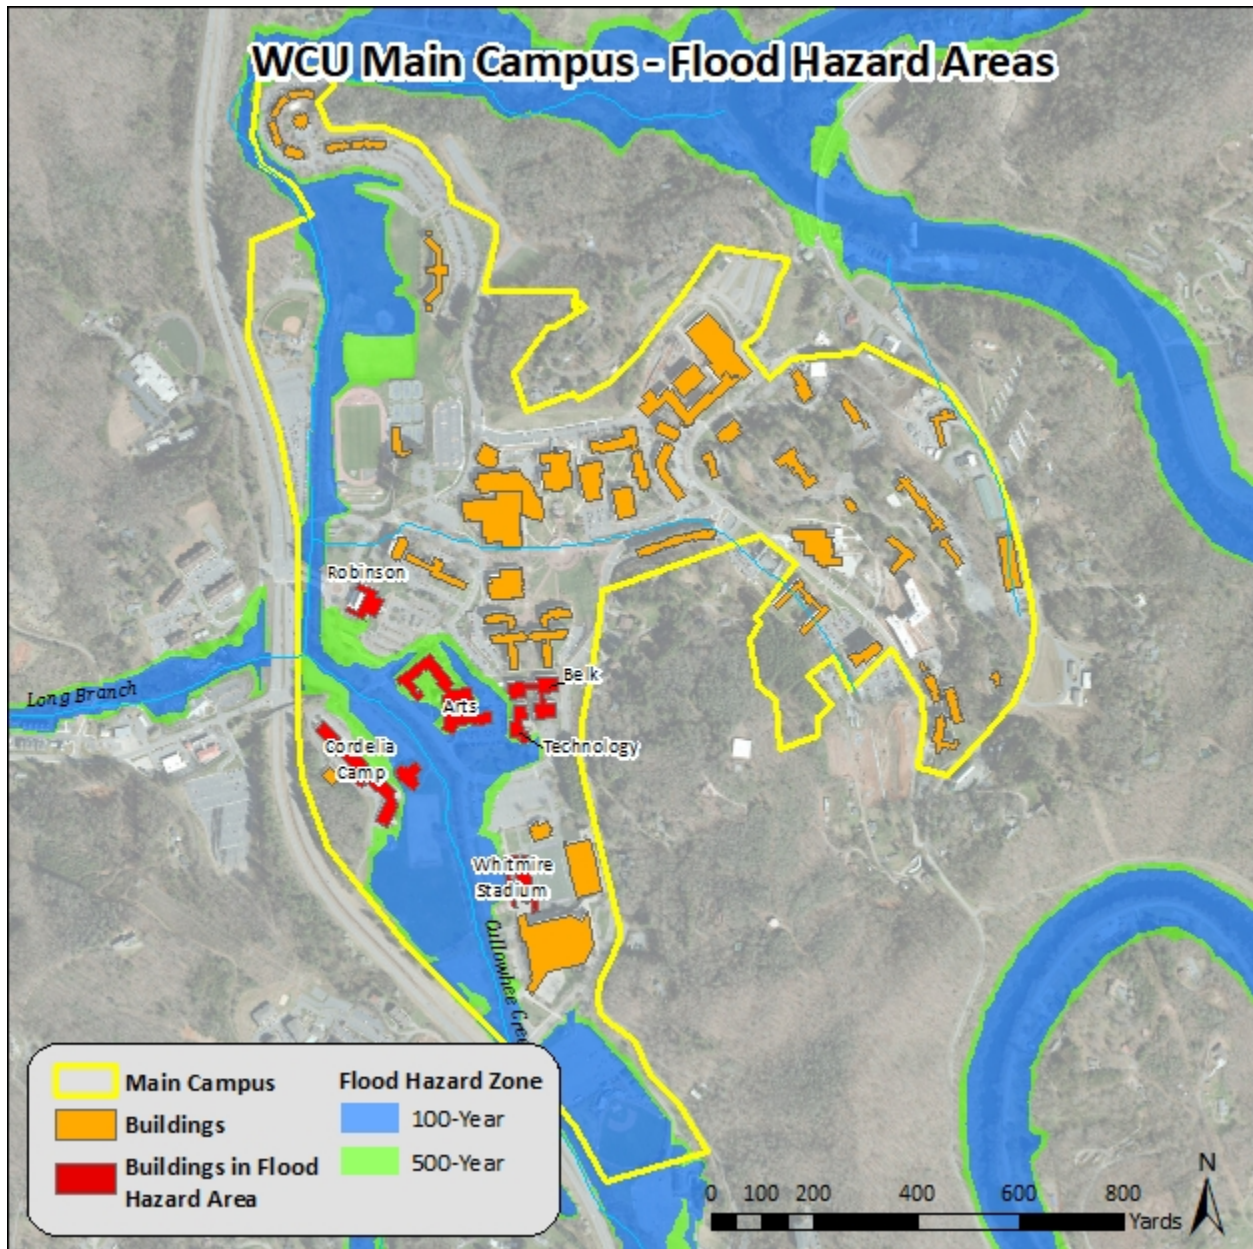 WCU Main Campus - Flood Hazard Areas
Robinson
Long Branch
Belk
Arts
Technology
Cordelia
Camp
Whitmire
Stadium
Cullowhee Cree
Main Campus
Buildings
Buildings in Flood
Hazard Area
Flood Hazard Zone
100-Year
500-Year
N
0 100 200 400 600 800
Yards